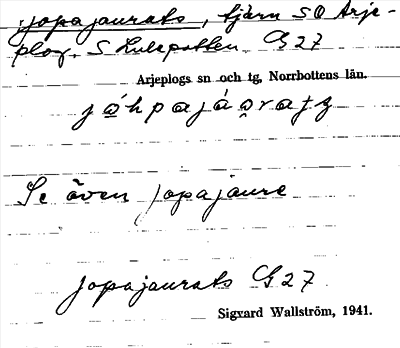 jopajaurats, tjärn SO Arje-
plog. S Lulepotten G 27
Arjeplogs sn och tg, Norrbottens län.
Se även jopajaure
jopajaurats G 27.
Sigvard Wallström, 1941.